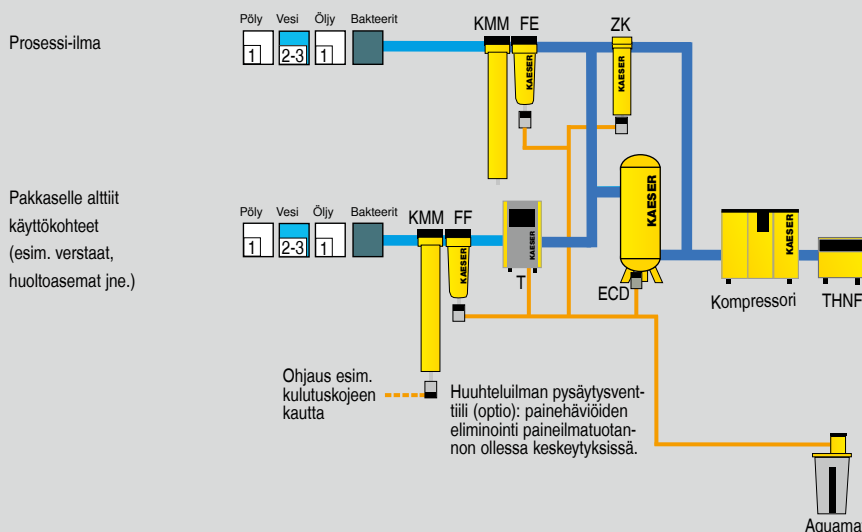 Pöly Vesi Öljy Bakteerit
Prosessi-ilma
1 2-3 1
KMM FE ZK
KAESER
KAESER
Pakkaselle alttiit
käyttökohteet
(esim. verstaat,
huoltoasemat jne.)
Pöly Vesi Öljy Bakteerit
1 2-3 1
KMM FF
KAESER
KAESER
T
KAESER
ECD
KAESER
Kompressori
THNF
Ohjaus esim.
kulutuskojeen
kautta
Huuhteluilman pysäytysvent-
tiili (optio): painehäviöiden
eliminointi paineilmatuotan-
non ollessa keskeytyksissä.
Aquama